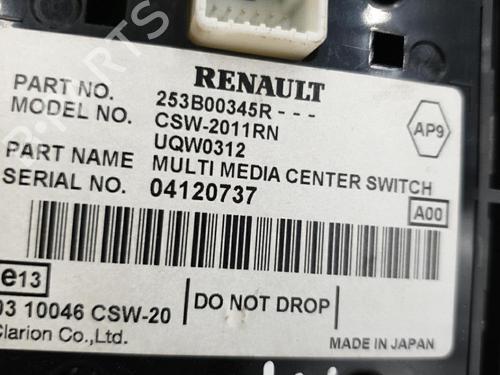 RENAULT
PART NO. 253B00345R - - -
MODEL NO. CSW-2011RN
UQW0312
AP9
PART NAME MULTI MEDIA CENTER SWITCH
SERIAL NO. 04120737
A00
e13
03 10046 CSW-20
DO NOT DROP
Clarion Co.,Ltd.
MADE IN JAPAN